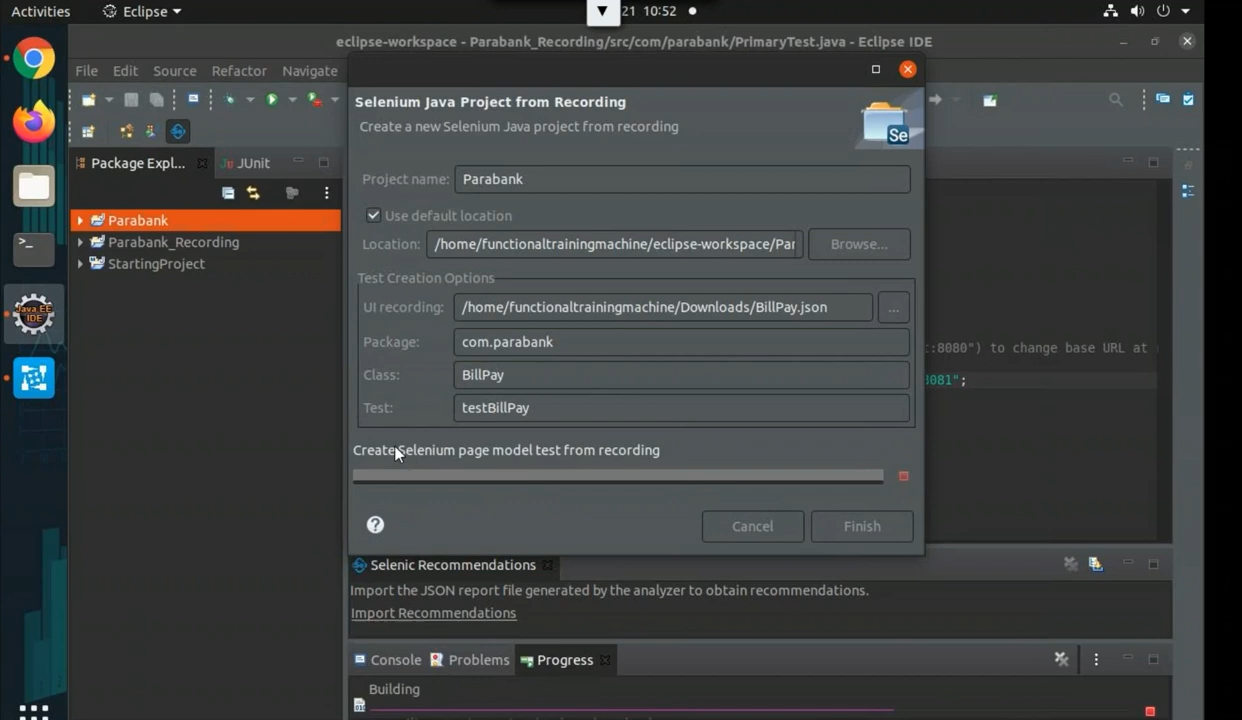 Activities Eclipse 21 10:52
eclipse-workspace - Parabank_Recording/src/com/parabank/PrimaryTest.java - Eclipse IDE
File Edit Source Refactor Navigate
Selenium Java Project from Recording
Create a new Selenium Java project from recording
Se
Package Expl... JUnit
Project name: Parabank
Use default location
Parabank
Parabank_Recording
StartingProject
Location: /home/functionaltrainingmachine/eclipse-workspace/Par Browse...
Test Creation Options
UI recording: /home/functionaltrainingmachine/Downloads/BillPay.json ...
Package: com.parabank
:8080") to change base URL at
Class: BillPay
081";
Test: testBillPay
Java EE
IDE
Create Selenium page model test from recording
? Cancel Finish
Selenic Recommendations
Import the JSON report file generated by the analyzer to obtain recommendations.
Import Recommendations
Console Problems Progress
Building